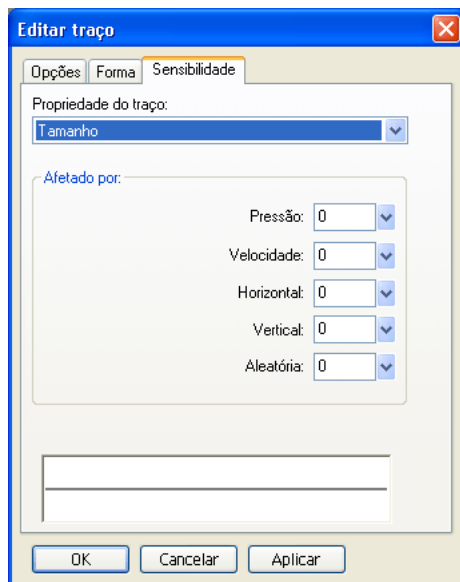 Editar traço
Opções Forma Sensibilidade
Propriedade do traço:
Tamanho
Afetado por:
Pressão: 0
Velocidade: 0
Horizontal: 0
Vertical: 0
Aleatória: 0
OK Cancelar Aplicar